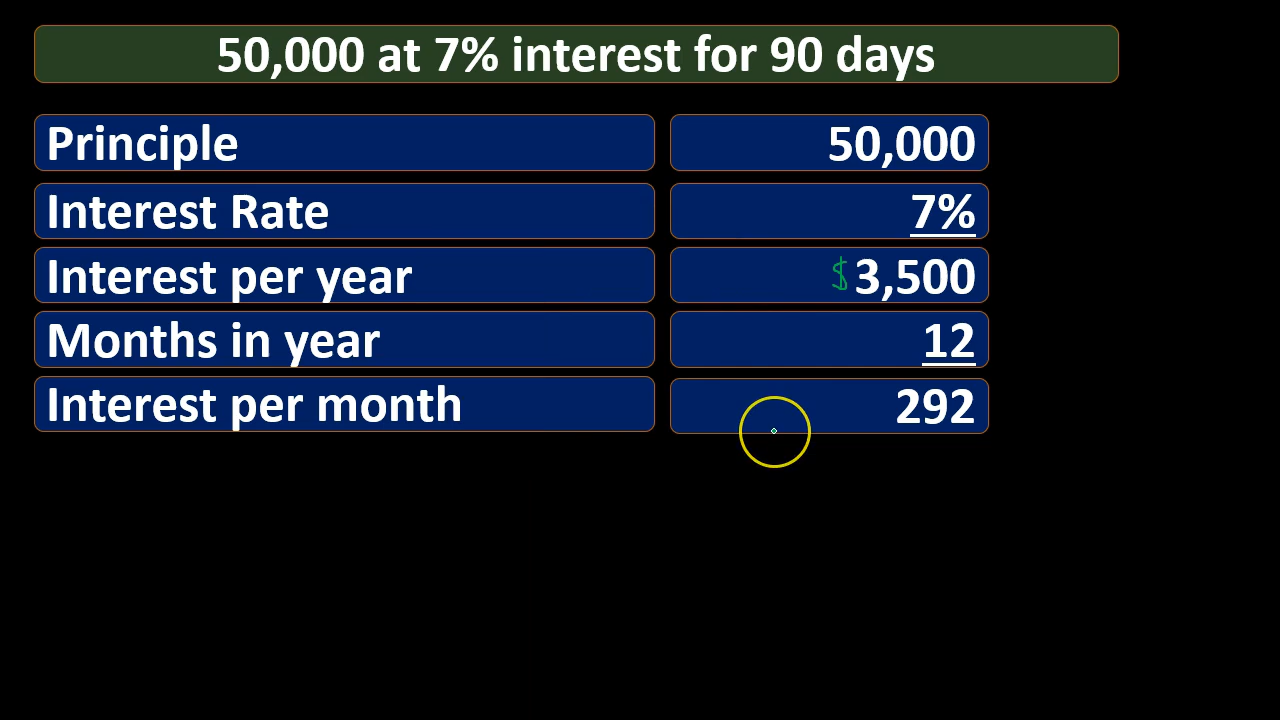 50,000 at 7% interest for 90 days
Principle 50,000
Interest Rate 7%
Interest per year $3,500
Months in year 12
Interest per month 292